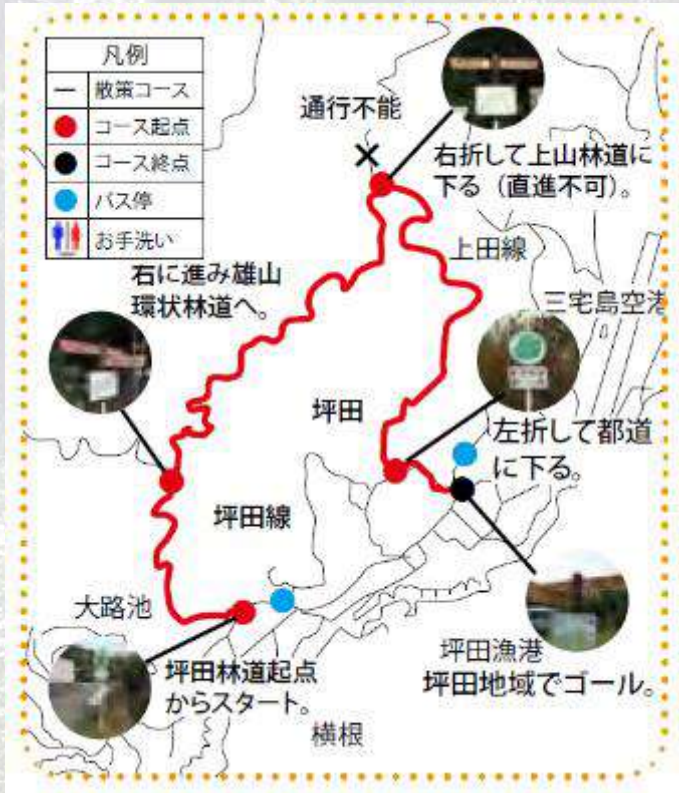 凡例
散策コース
コース起点
コース終点
バス停
お手洗い
通行不能
右折して上山林道に
下る(直進不可)。
上田線
三宅島空港
右に進み雄山
環状林道へ。
坪田
左折して都道
に下る。
坪田線
大路池
坪田林道起点
からスタート。
坪田漁港
坪田地域でゴール。
横根